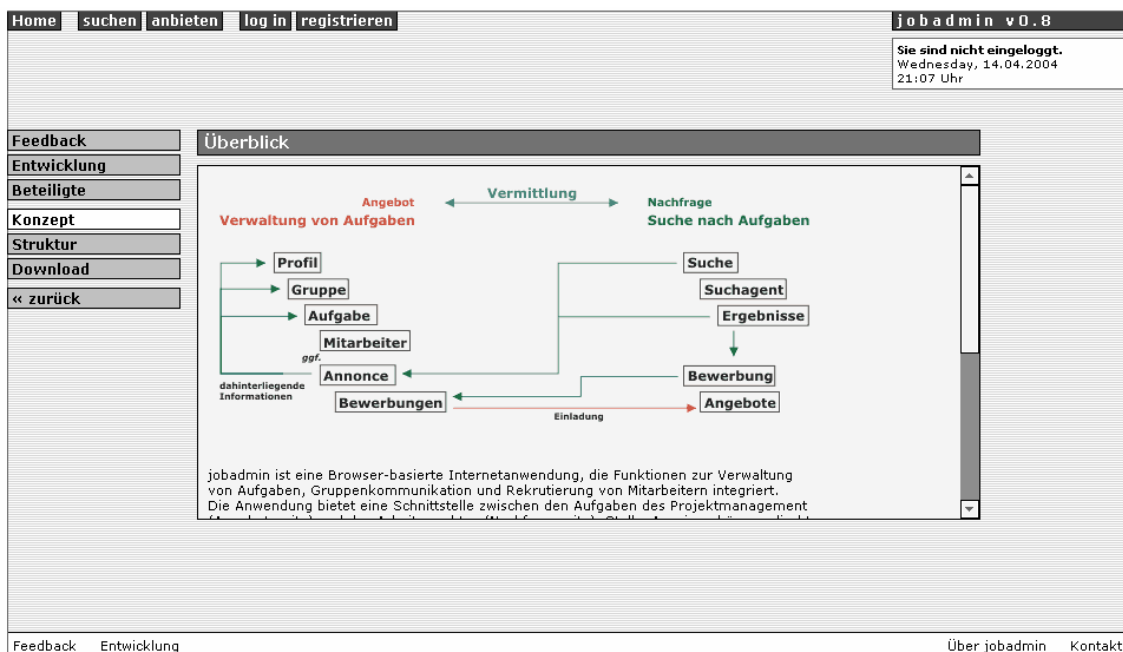 Home suchen anbieten log in registrieren
jobadmin v0.8
Sie sind nicht eingeloggt.
Wednesday, 14.04.2004
21:07 Uhr
Feedback
Entwicklung
Beteiligte
Konzept
Struktur
Download
« zurück
Überblick
Angebot
Verwaltung von Aufgaben
Vermittlung
Nachfrage
Suche nach Aufgaben
Profil
Gruppe
Aufgabe
Mitarbeiter
ggf.
Annonce
dahinterliegende
Informationen
Bewerbungen
Suche
Suchagent
Ergebnisse
Bewerbung
Angebote
Einladung
jobadmin ist eine Browser-basierte Internetanwendung, die Funktionen zur Verwaltung
von Aufgaben, Gruppenkommunikation und Rekrutierung von Mitarbeitern integriert.
Die Anwendung bietet eine Schnittstelle zwischen den Aufgaben des Projektmanagement
Feedback Entwicklung
Über jobadmin Kontakt